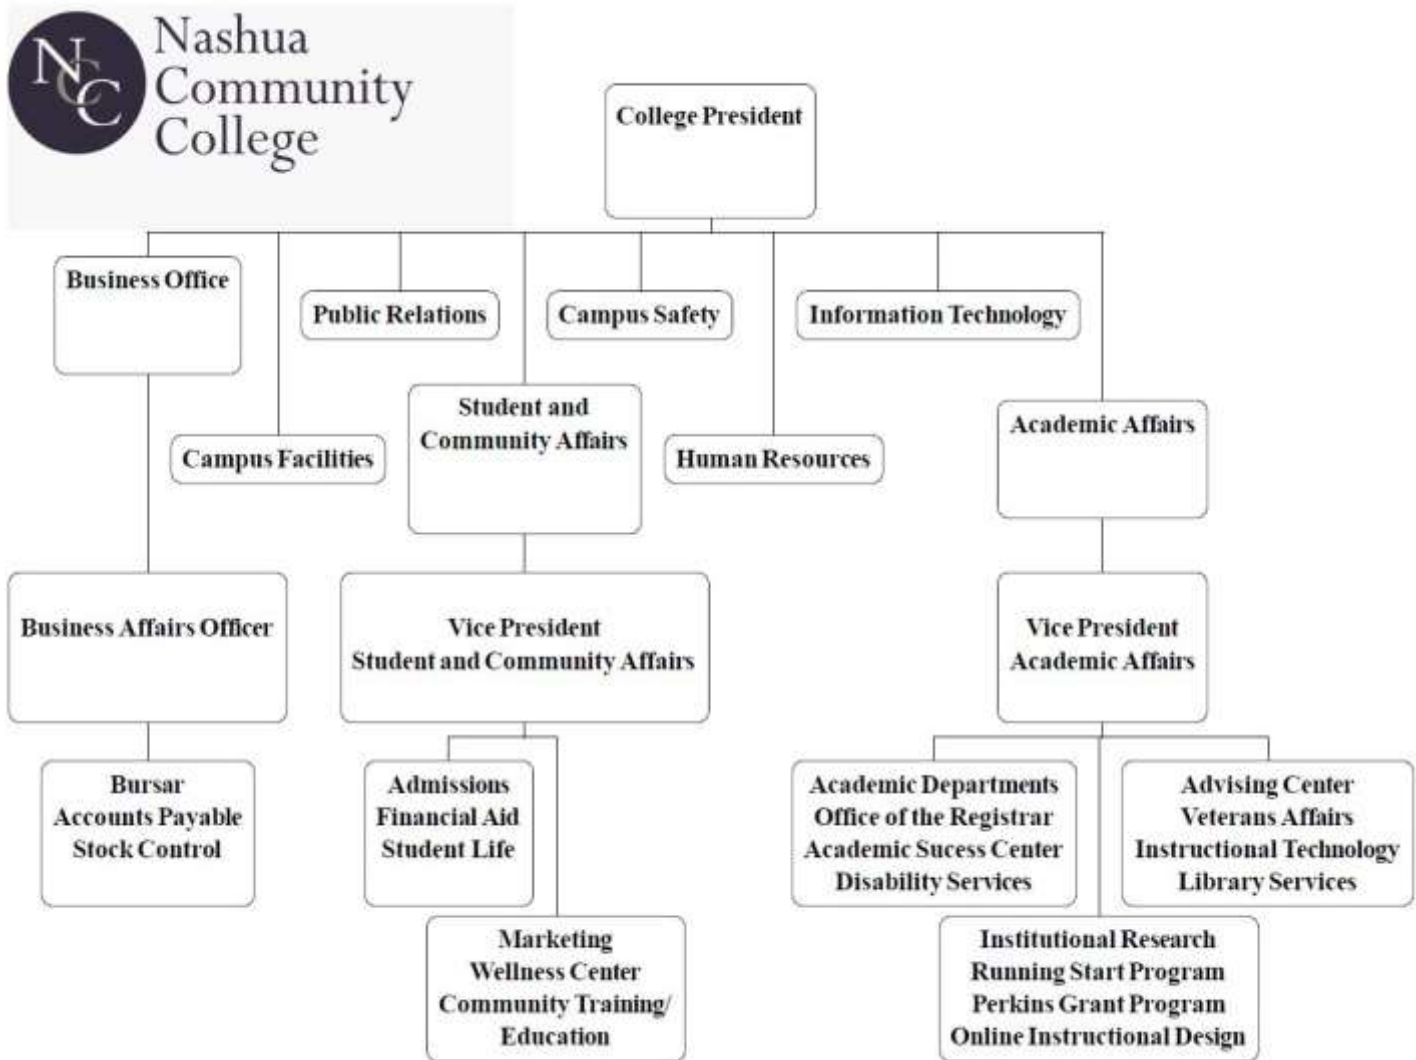 NCC
Nashua
Community
College
College President
Business Office
Public Relations
Campus Safety
Information Technology
Campus Facilities
Student and
Community Affairs
Human Resources
Academic Affairs
Business Affairs Officer
Vice President
Student and Community Affairs
Vice President
Academic Affairs
Bursar
Accounts Payable
Stock Control
Admissions
Financial Aid
Student Life
Marketing
Wellness Center
Community Training/
Education
Academic Departments
Office of the Registrar
Academic Sucess Center
Disability Services
Institutional Research
Running Start Program
Perkins Grant Program
Online Instructional Design
Advising Center
Veterans Affairs
Instructional Technology
Library Services